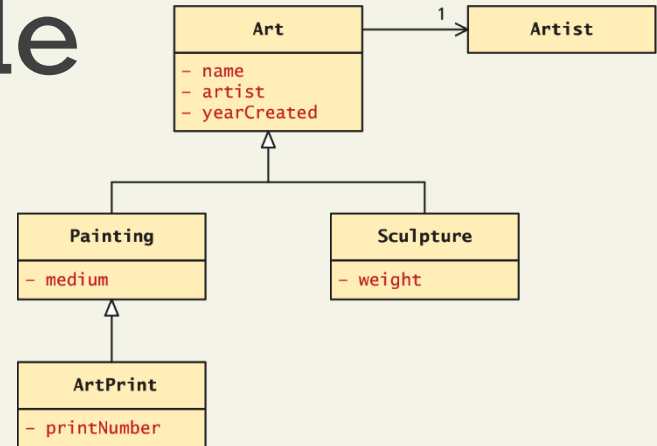 le
Art
1
Artist
- name
- artist
- yearCreated
Painting
Sculpture
- medium
- weight
ArtPrint
- printNumber